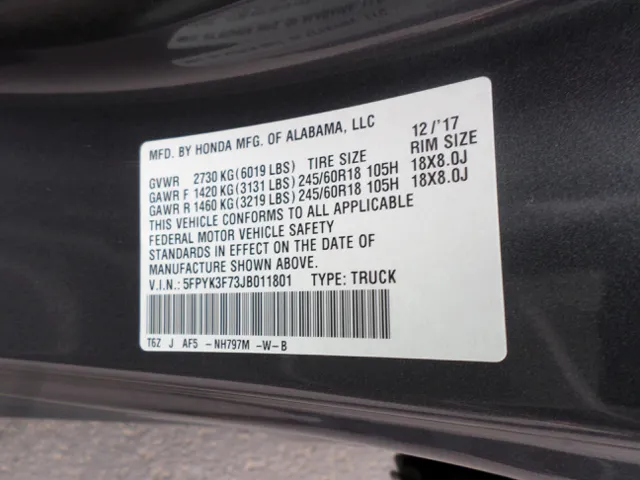 MFD. BY HONDA MFG. OF ALABAMA, LLC 12/'17
GVWR 2730 KG(6019 LBS) TIRE SIZE RIM SIZE
GAWR F 1420 KG(3131 LBS) 245/60R18 105H 18X8.0J
GAWR R 1460 KG(3219 LBS) 245/60R18 105H 18X8.0J
THIS VEHICLE CONFORMS TO ALL APPLICABLE
FEDERAL MOTOR VEHICLE SAFETY
STANDARDS IN EFFECT ON THE DATE OF
MANUFACTURE SHOWN ABOVE.
V.I.N.: 5FPYK3F73JB011801 TYPE: TRUCK
T6Z J AF5 -NH797M -W-B